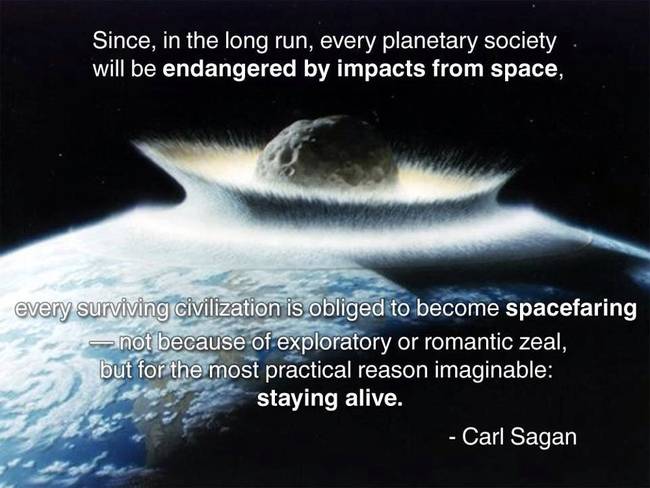 Since, in the long run, every planetary society
will be endangered by impacts from space,
every surviving civilization is obliged to become spacefaring
— not because of exploratory or romantic zeal,
but for the most practical reason imaginable:
staying alive.
- Carl Sagan